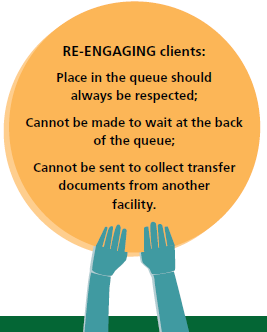 RE-ENGAGING clients:
Place in the queue should
always be respected;
Cannot be made to wait at the back
of the queue;
Cannot be sent to collect transfer
documents from another
facility.